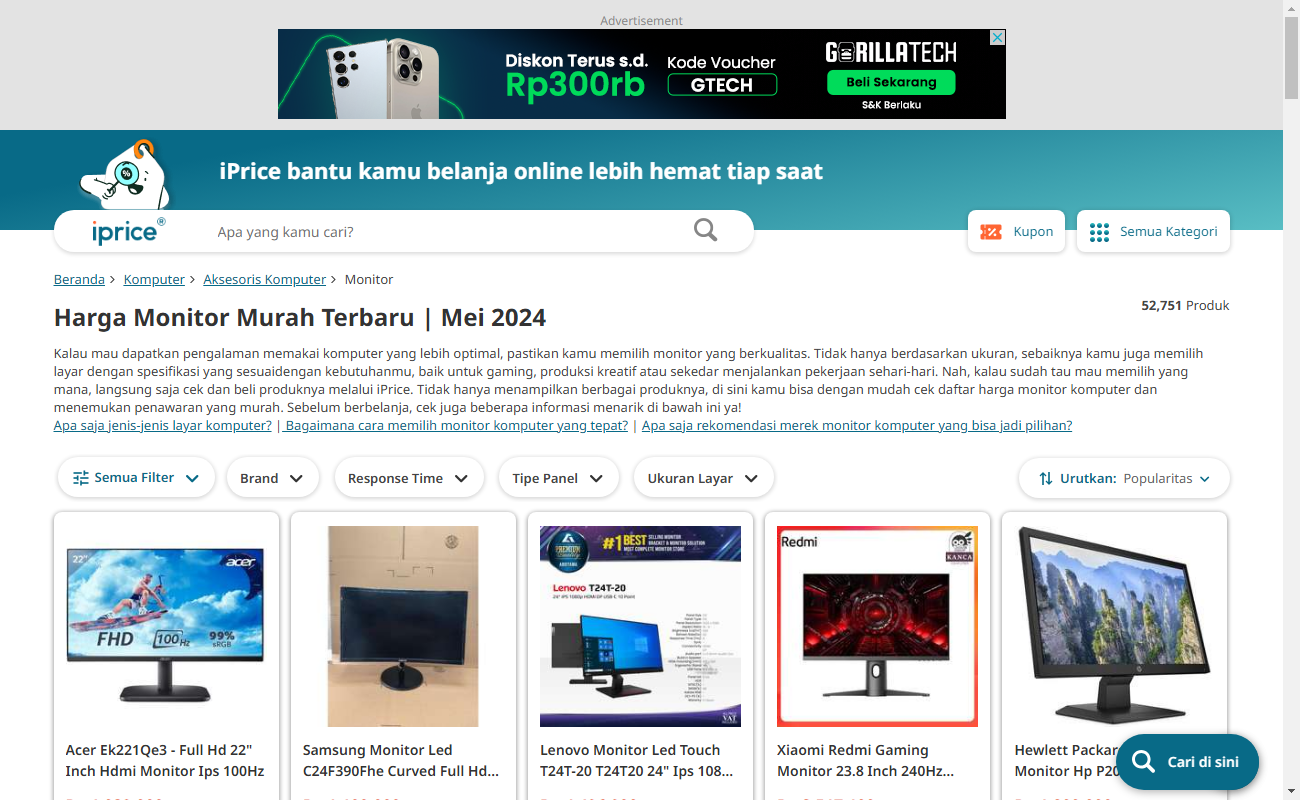 Advertisement
Diskon Terus s.d.
Rp300rb
Kode Voucher
GTECH
GORILLATECH
Beli Sekarang
S&K Berlaku
iPrice bantu kamu belanja online lebih hemat tiap saat
iprice®
Apa yang kamu cari?
Kupon
Semua Kategori
Beranda > Komputer > Aksesoris Komputer > Monitor
Harga Monitor Murah Terbaru | Mei 2024
52,751 Produk
Kalau mau dapatkan pengalaman memakai komputer yang lebih optimal, pastikan kamu memilih monitor yang berkualitas. Tidak hanya berdasarkan ukuran, sebaiknya kamu juga memilih
layar dengan spesifikasi yang sesuaidengan kebutuhanmu, baik untuk gaming, produksi kreatif atau sekedar menjalankan pekerjaan sehari-hari. Nah, kalau sudah tau mau memilih yang
mana, langsung saja cek dan beli produknya melalui iPrice. Tidak hanya menampilkan berbagai produknya, di sini kamu bisa dengan mudah cek daftar harga monitor komputer dan
menemukan penawaran yang murah. Sebelum berbelanja, cek juga beberapa informasi menarik di bawah ini ya!
Apa saja jenis-jenis layar komputer? | Bagaimana cara memilih monitor komputer yang tepat? | Apa saja rekomendasi merek monitor komputer yang bisa jadi pilihan?
Semua Filter
Brand
Response Time
Tipe Panel
Ukuran Layar
Urutkan: Popularitas
22"
acer
FHD
100Hz
99%
sRGB
PREMIUM
#1 BEST SELLING MONITOR
BRACKET & MONITOR SOLUTION
MOST COMPLETE MONITOR STORE
Lenovo T24T-20
VAT
Redmi
KANCA
Acer Ek221Qe3 - Full Hd 22"
Inch Hdmi Monitor Ips 100Hz
Samsung Monitor Led
C24F390Fhe Curved Full Hd...
Lenovo Monitor Led Touch
T24T-20 T24T20 24" Ips 108...
Xiaomi Redmi Gaming
Monitor 23.8 Inch 240Hz...
Hewlett Packar
Monitor Hp P20
Cari di sini